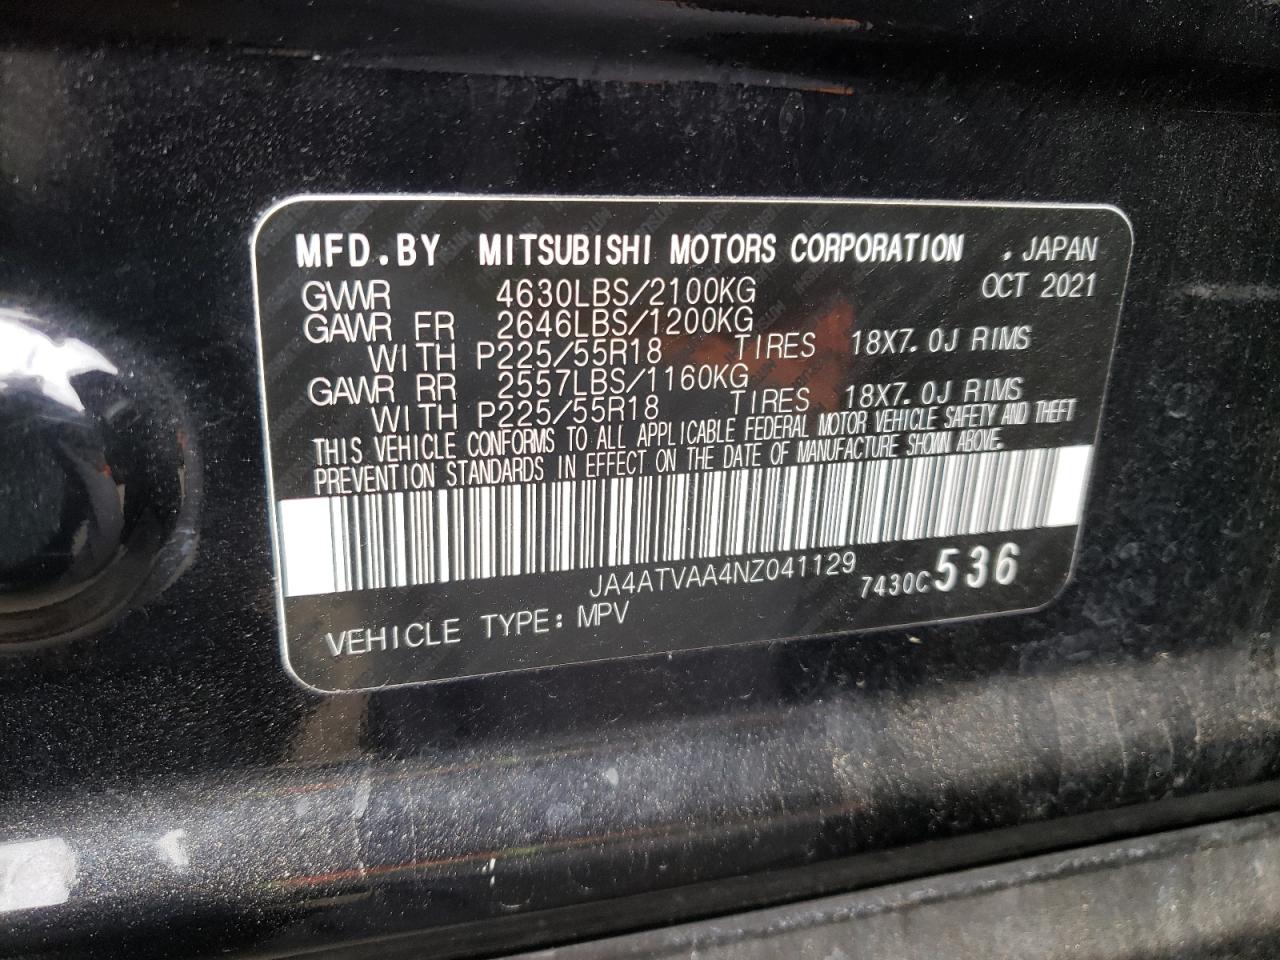 MFD.BY MITSUBISHI MOTORS CORPORATION . JAPAN
GVWR 4630LBS/2100KG OCT 2021
GAWR FR 2646LBS/1200KG
WITH P225/55R18 TIRES 18X7.0J RIMS
GAWR RR 2557LBS/1160KG
WITH P225/55R18 TIRES 18X7.0J RIMS
THIS VEHICLE CONFORMS TO ALL APPLICABLE FEDERAL MOTOR VEHICLE SAFETY AND THEFT
PREVENTION STANDARDS IN EFFECT ON THE DATE OF MANUFACTURE SHOWN ABOVE.
JA4ATVAA4NZ041129 7430C536
VEHICLE TYPE: MPV